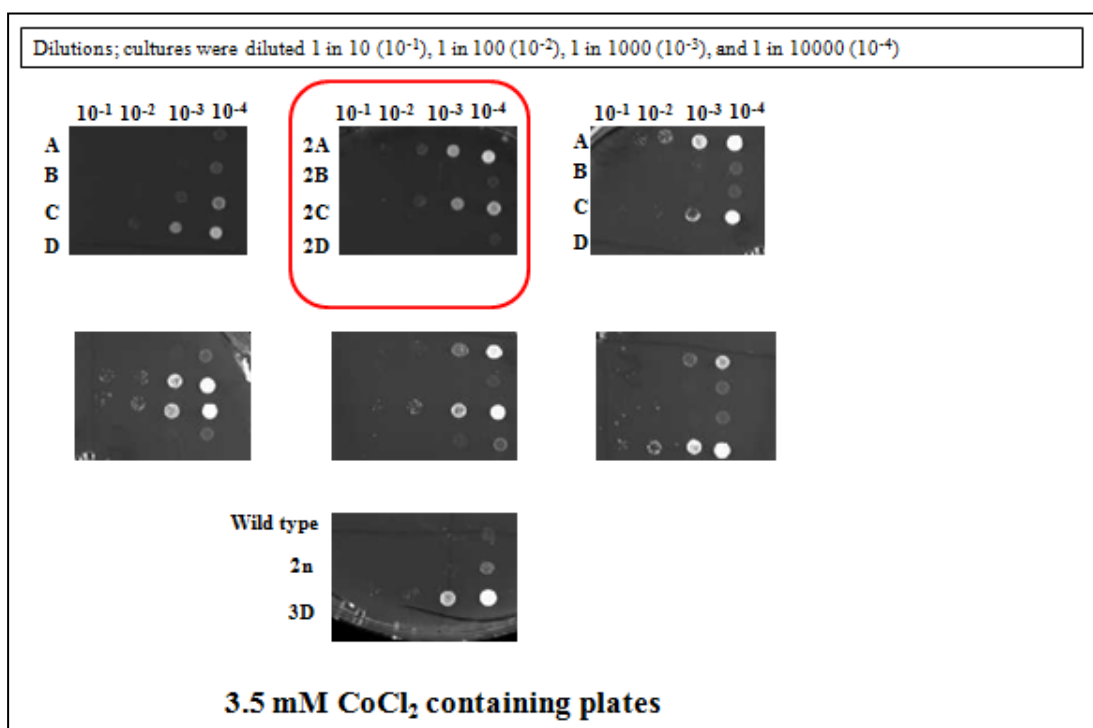 Dilutions; cultures were diluted 1 in 10 (10⁻¹), 1 in 100 (10⁻²), 1 in 1000 (10⁻³), and 1 in 10000 (10⁻⁴)
10⁻¹ 10⁻² 10⁻³ 10⁻⁴
A
B
C
D
10⁻¹ 10⁻² 10⁻³ 10⁻⁴
2A
2B
2C
2D
10⁻¹ 10⁻² 10⁻³ 10⁻⁴
A
B
C
D
Wild type
2n
3D
3.5 mM CoCl₂ containing plates